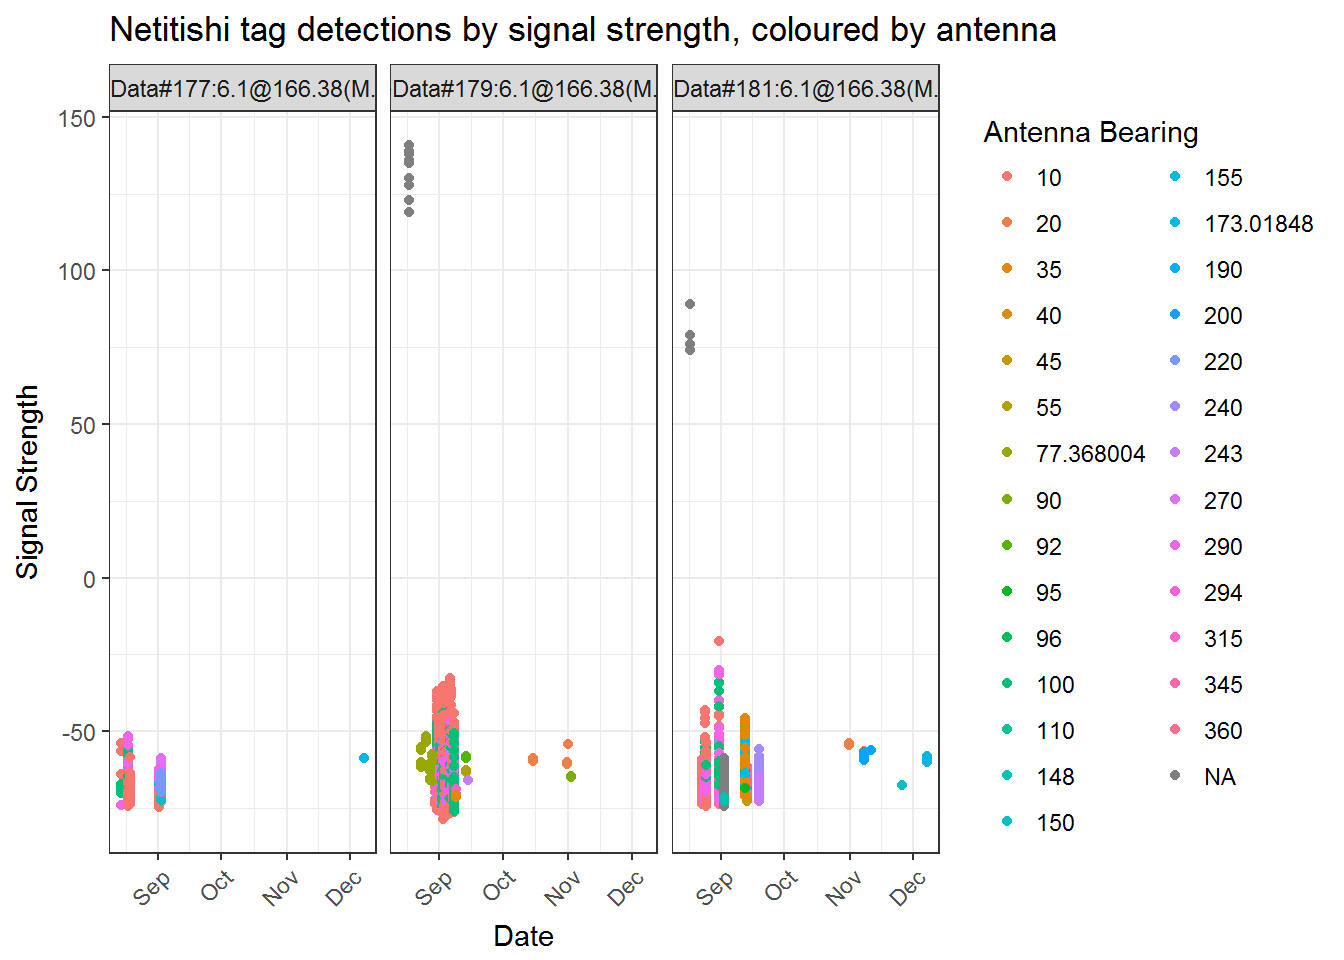 Netitishi tag detections by signal strength, coloured by antenna
Data#177:6.1@166.38(M.
Data#179:6.1@166.38(M.
Data#181:6.1@166.38(M.
150
100
50
0
-50
Signal Strength
Sep
Oct
Nov
Dec
Sep
Oct
Nov
Dec
Sep
Oct
Nov
Dec
Date
Antenna Bearing
10
20
35
40
45
55
77.368004
90
92
95
96
100
110
148
150
155
173.01848
190
200
220
240
243
270
290
294
315
345
360
NA